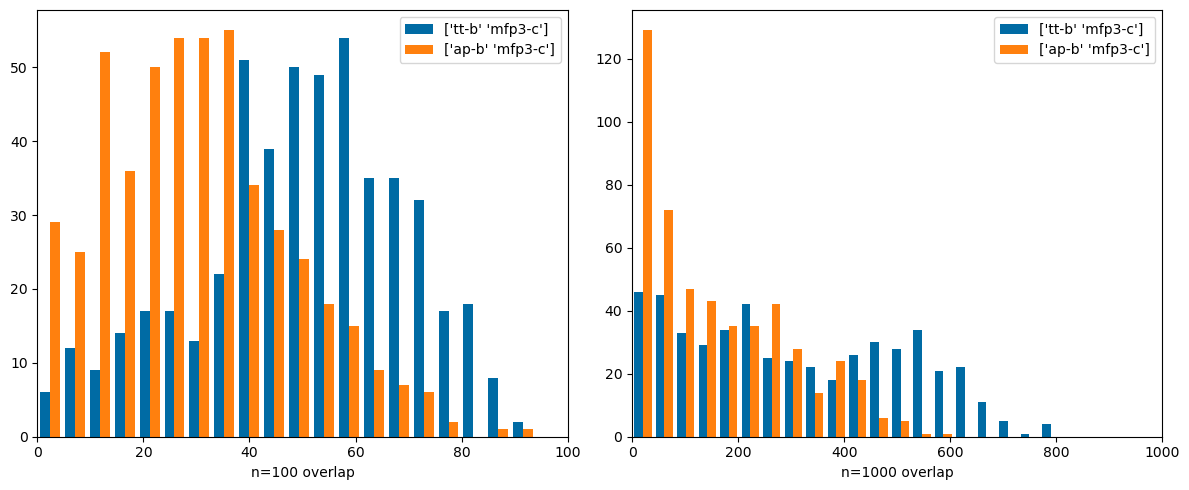 ['tt-b' 'mfp3-c']
['ap-b' 'mfp3-c']
50
40
30
20
10
0
0 20 40 60 80 100
n=100 overlap
['tt-b' 'mfp3-c']
['ap-b' 'mfp3-c']
120
100
80
60
40
20
0
0 200 400 600 800 1000
n=1000 overlap